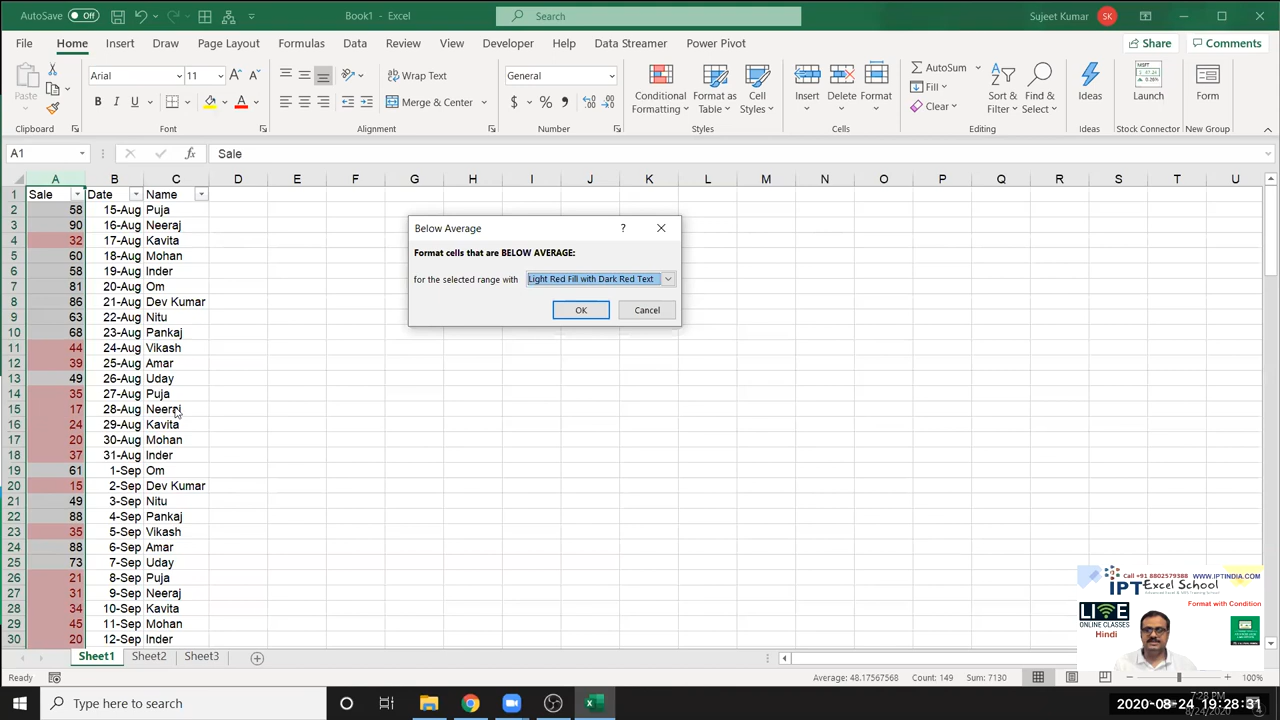 AutoSave Off Book1 - Excel Search Sujeet Kumar SK
File Home Insert Draw Page Layout Formulas Data Review View Developer Help Data Streamer Power Pivot Share Comments
Paste Arial 11 Wrap Text General Conditional Formatting Format as Table Cell Styles Insert Delete Format AutoSum Sort & Filter Find & Select Ideas Launch Form
B I U Merge & Center $ % Fill
Clear
Clipboard Font Alignment Number Styles Cells Editing Ideas Stock Connector New Group
A1 fx Sale
A B C D E F G H I J K L M N O P Q R S T U
1 Sale Date Name
2 58 15-Aug Puja
3 90 16-Aug Neeraj
4 32 17-Aug Kavita
5 60 18-Aug Mohan
6 58 19-Aug Inder
7 81 20-Aug Om
8 86 21-Aug Dev Kumar
9 63 22-Aug Nitu
10 68 23-Aug Pankaj
11 44 24-Aug Vikash
12 39 25-Aug Amar
13 49 26-Aug Uday
14 35 27-Aug Puja
15 17 28-Aug Neeraj
16 24 29-Aug Kavita
17 20 30-Aug Mohan
18 37 31-Aug Inder
19 61 1-Sep Om
20 15 2-Sep Dev Kumar
21 49 3-Sep Nitu
22 88 4-Sep Pankaj
23 35 5-Sep Vikash
24 88 6-Sep Amar
25 73 7-Sep Uday
26 21 8-Sep Puja
27 31 9-Sep Neeraj
28 34 10-Sep Kavita
29 45 11-Sep Mohan
30 20 12-Sep Inder
Below Average ?
Format cells that are BELOW AVERAGE:
for the selected range with Light Red Fill with Dark Red Text
OK Cancel
Call +91 8802579388 WWW.IPTINDIA.COM
IPT Excel School
Format with Condition
LIVE
ONLINE CLASSES
Hindi
Sheet1 Sheet2 Sheet3
Ready Average: 48.17567568 Count: 149 Sum: 7130 100%
Type here to search 7:28 PM
2020-08-24 19:28:31
8/24/2020